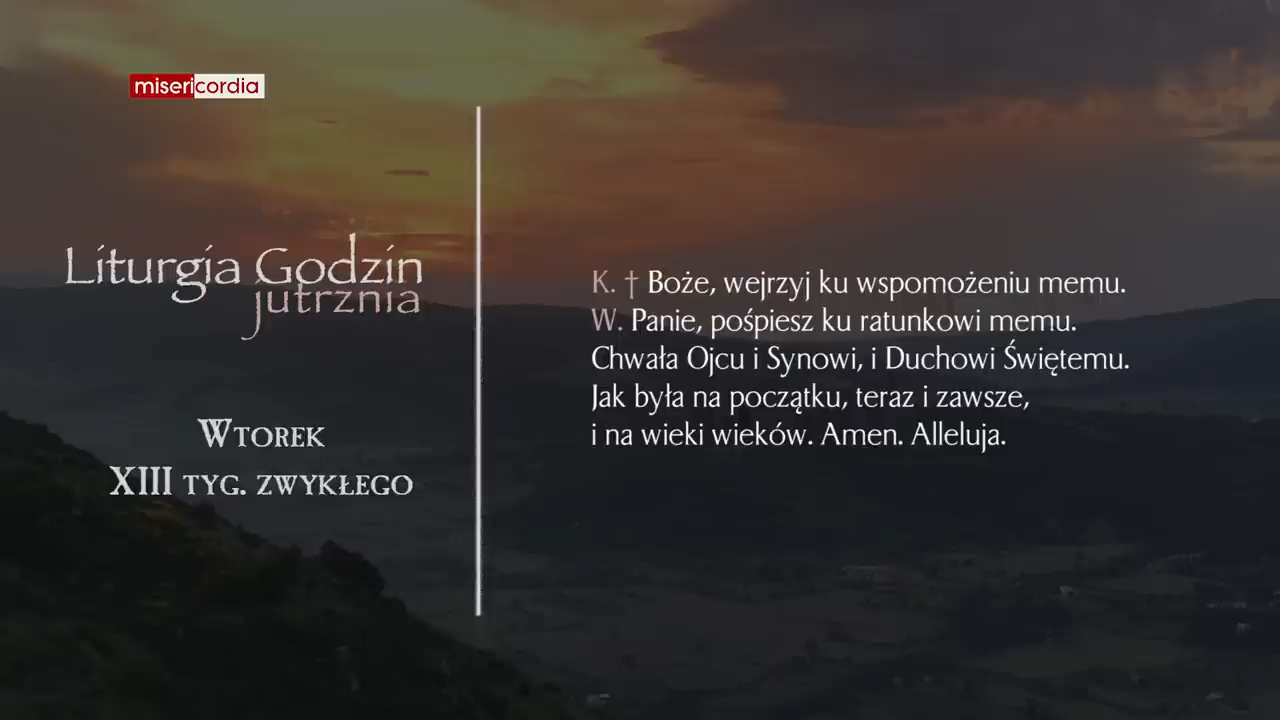 misericordia
Liturgia Godzin
jutrznia
Wtorek
XIII tyg. zwykłego
K. † Boże, wejrzyj ku wspomożeniu memu.
W. Panie, pośpiesz ku ratunkowi memu.
Chwała Ojcu i Synowi, i Duchowi Świętemu.
Jak była na początku, teraz i zawsze,
i na wieki wieków. Amen. Alleluja.